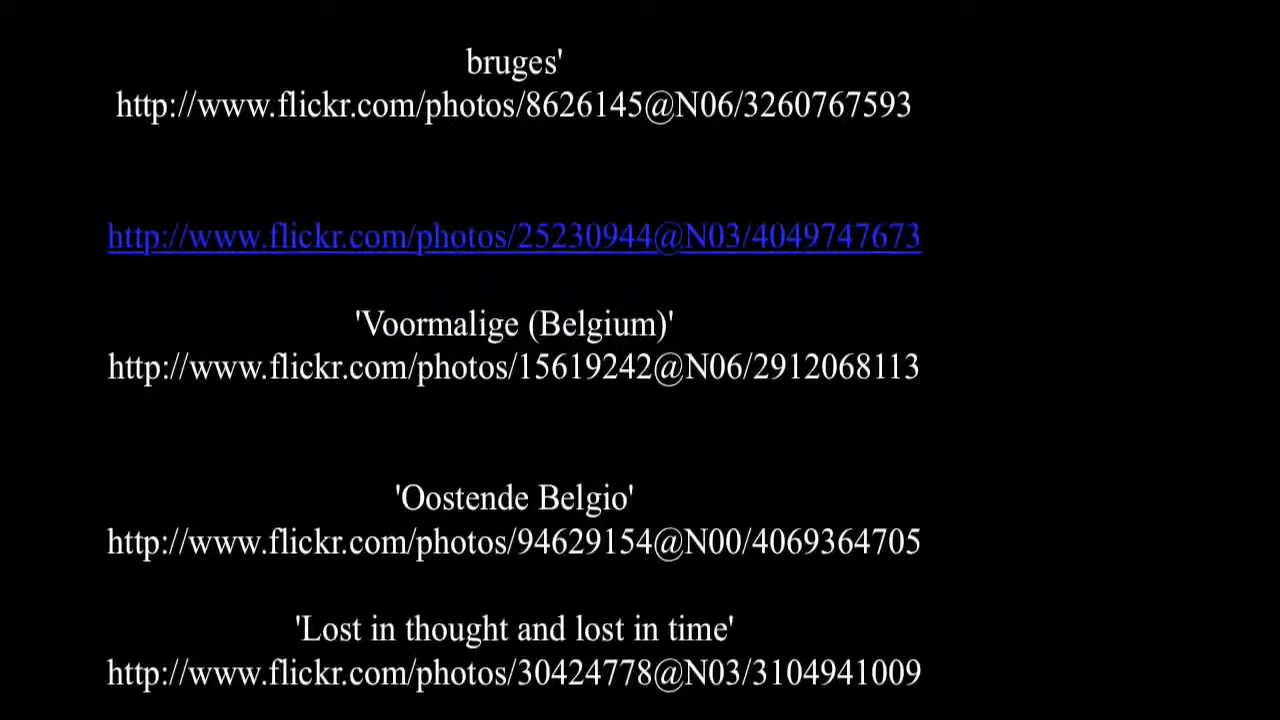 bruges'
http://www.flickr.com/photos/8626145@N06/3260767593
http://www.flickr.com/photos/25230944@N03/4049747673
'Voormalige (Belgium)'
http://www.flickr.com/photos/15619242@N06/2912068113
'Oostende Belgio'
http://www.flickr.com/photos/94629154@N00/4069364705
'Lost in thought and lost in time'
http://www.flickr.com/photos/30424778@N03/3104941009